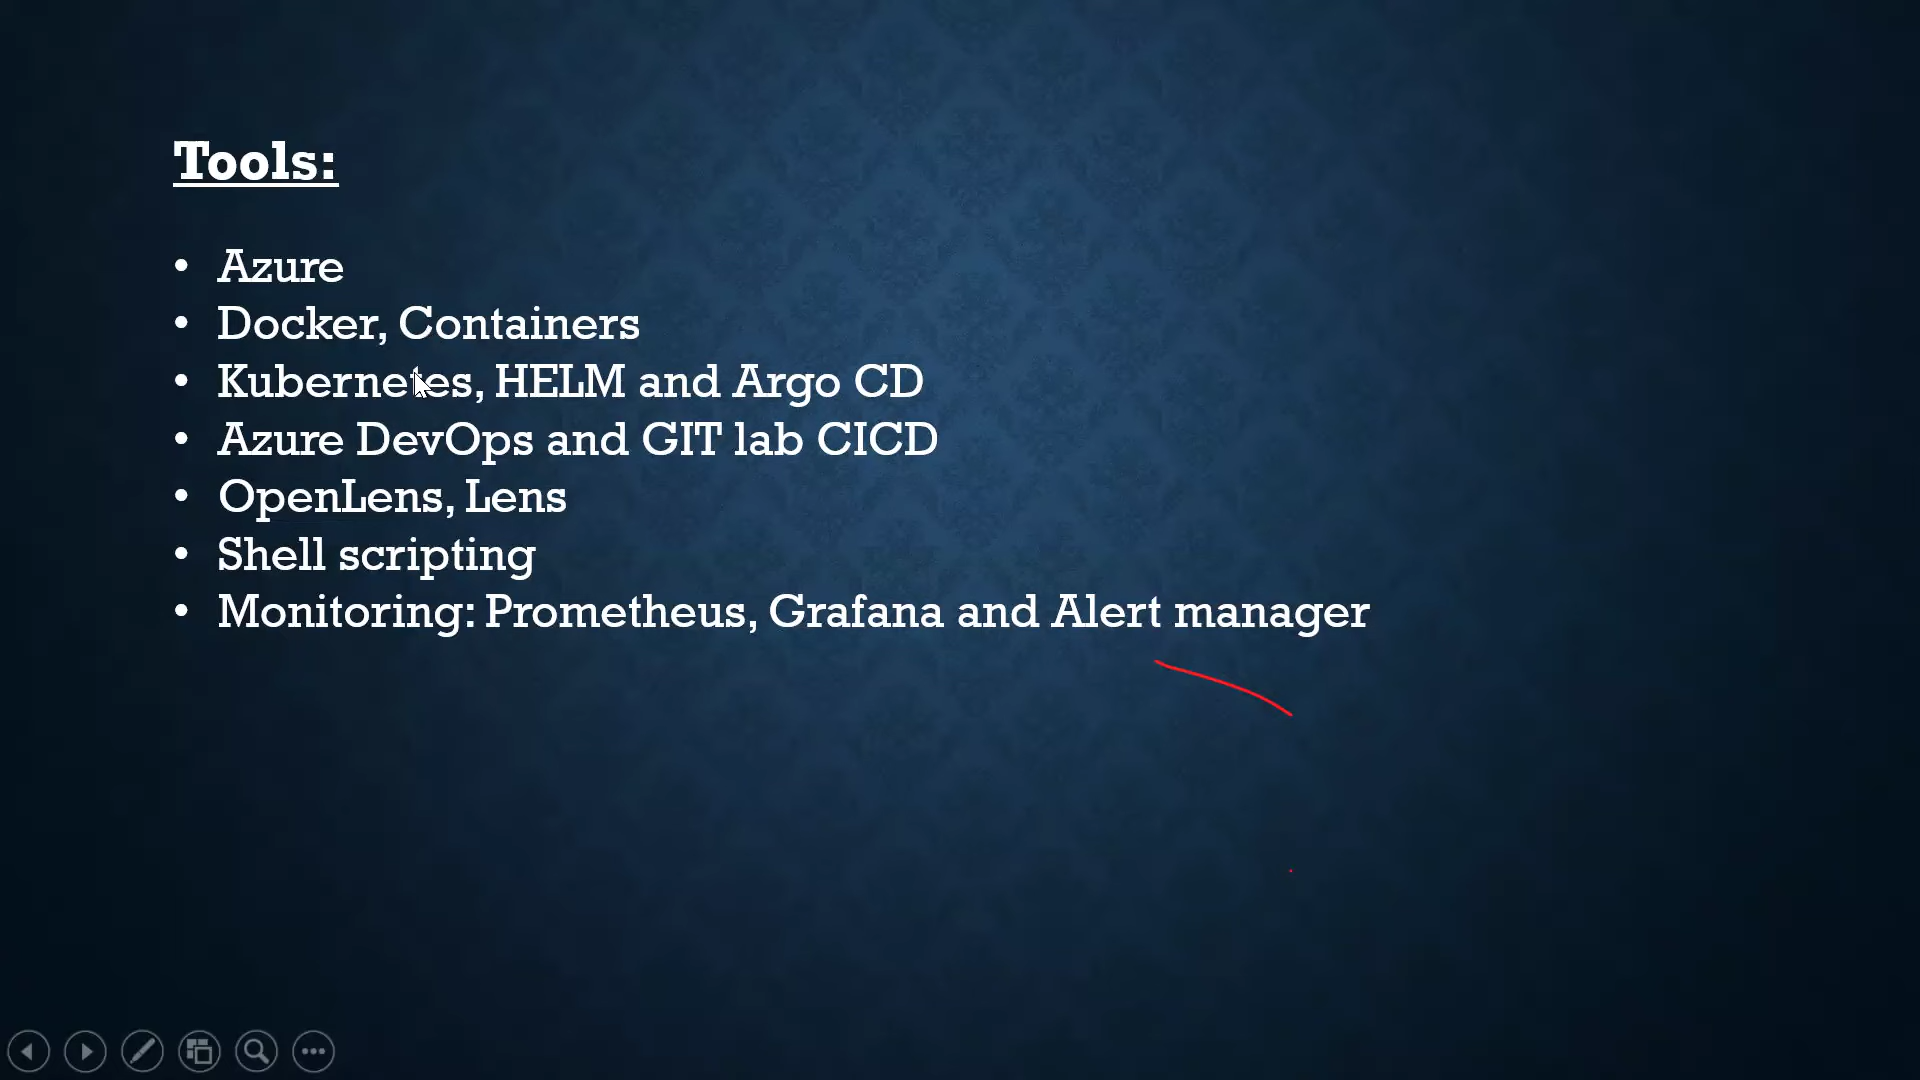 Tools:
• Azure
• Docker, Containers
• Kubernetes, HELM and Argo CD
• Azure DevOps and GIT lab CICD
• OpenLens, Lens
• Shell scripting
• Monitoring: Prometheus, Grafana and Alert manager